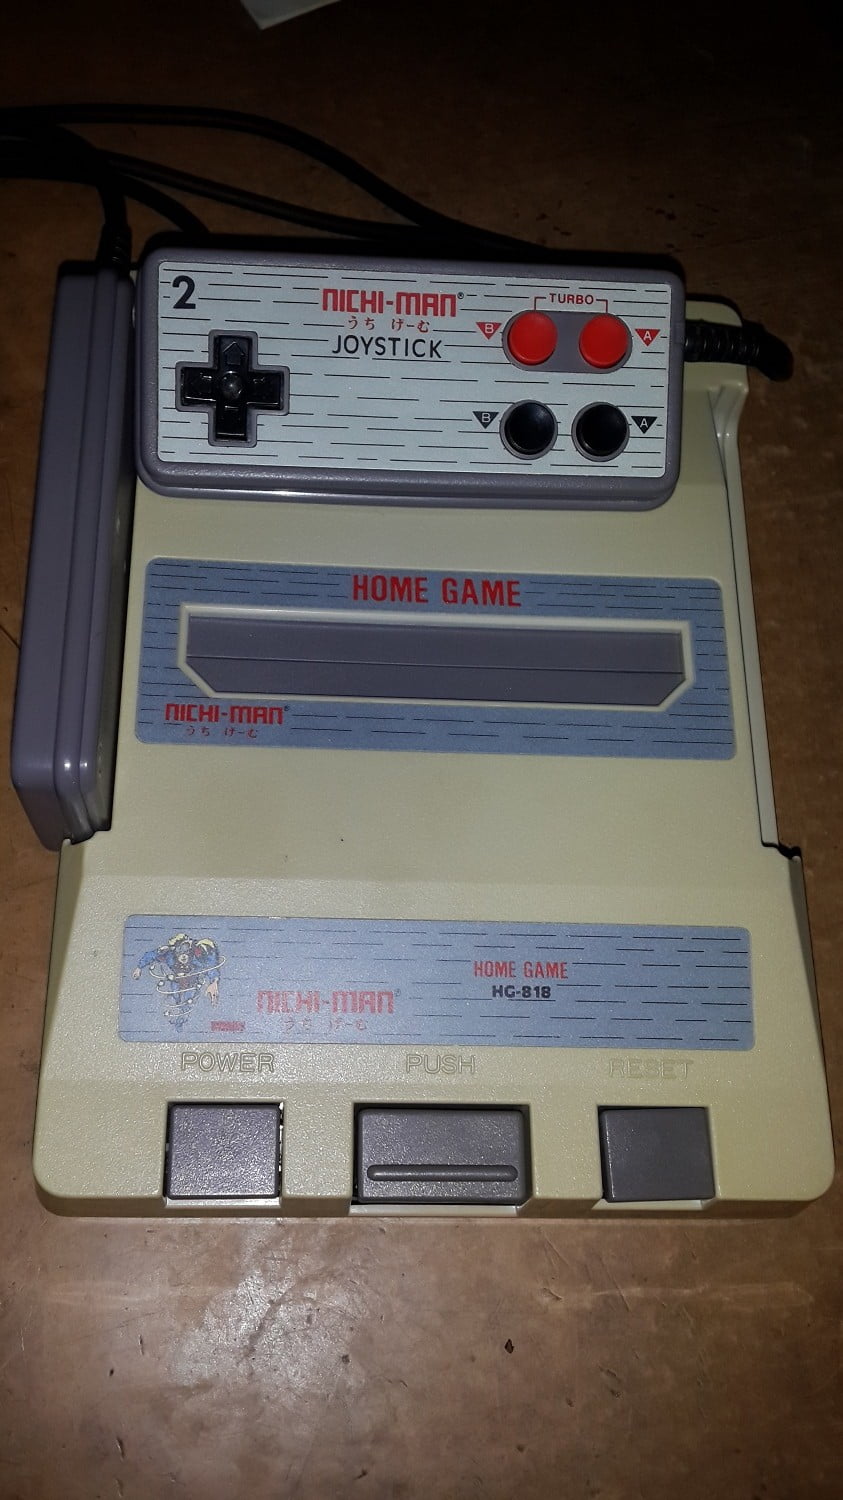 2
NICHI-MAN®
うち げーむ
JOYSTICK
TURBO
B
A
B
A
HOME GAME
NICHI-MAN®
うち げーむ
HOME GAME
HG-818
NICHI-MAN®
うち げーむ
POWER
PUSH
RESET